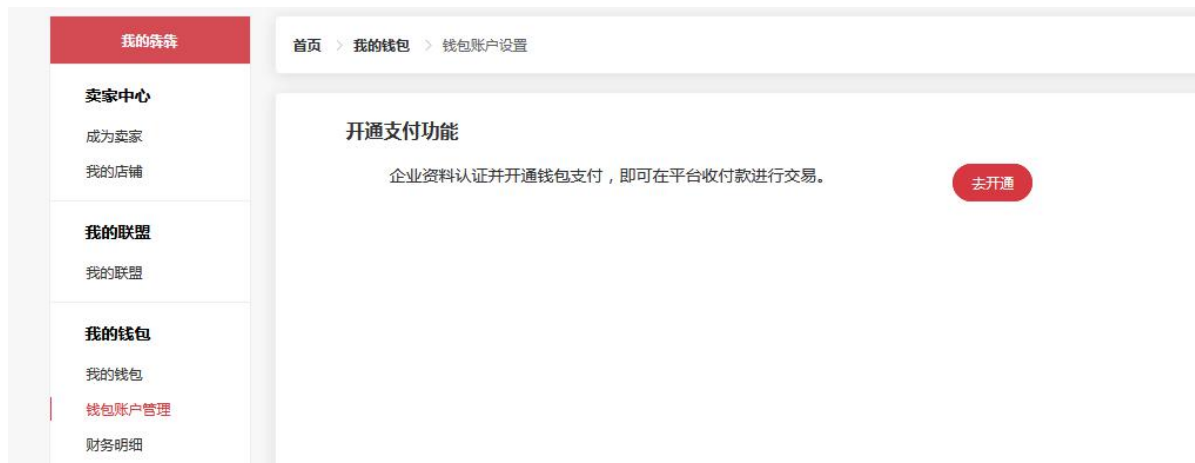 我的犇犇
首页 > 我的钱包 > 钱包账户设置
卖家中心
成为卖家
我的店铺
我的联盟
我的联盟
我的钱包
我的钱包
钱包账户管理
财务明细
开通支付功能
企业资料认证并开通钱包支付，即可在平台收付款进行交易。
去开通